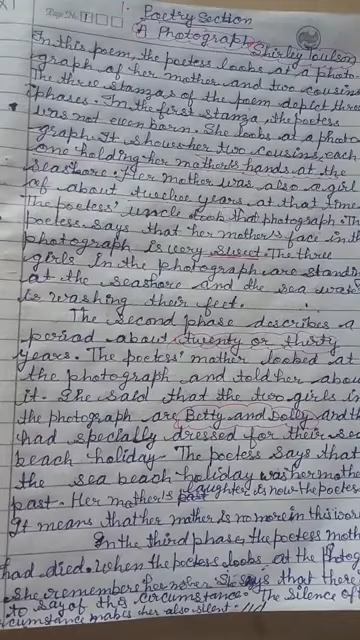 Page No.
1. Poetry Section
A Photograph Shirley Toulson
In this poem, the poetess looks at a photo-
graph of her mother and two cousins
The three stanzas of the poem depict three
phases. In the first stanza, the poetess
was not even born. She looks at a photo-
graph. It shows her two cousins, each
one holding her mother's hands at the
seashore. Her mother was also a girl
of about twelve years at that time
The poetess' uncle took that photograph. The
poetess says that her mother's face in the
photograph is very sweet. The three
girls in the photograph are standing
at the seashore and the sea water
is washing their feet.
The second phase describes a
period about twenty or thirty
years. The poetess' mother looked at
the photograph and told her about
it. She said that the two girls in
the photograph are Betty and Dolly and they
had specially dressed for their sea
beach holiday. The poetess says that
the sea beach holiday was her mother's
past. Her mother's laughter is now the poetess'
It means that her mother is no more in this world
In the third phase, the poetess mother
had died. When the poetess looks at the photog
she remembers her mother. She says that there
to say of this circumstance. The silence of the
circumstance makes her also silent.